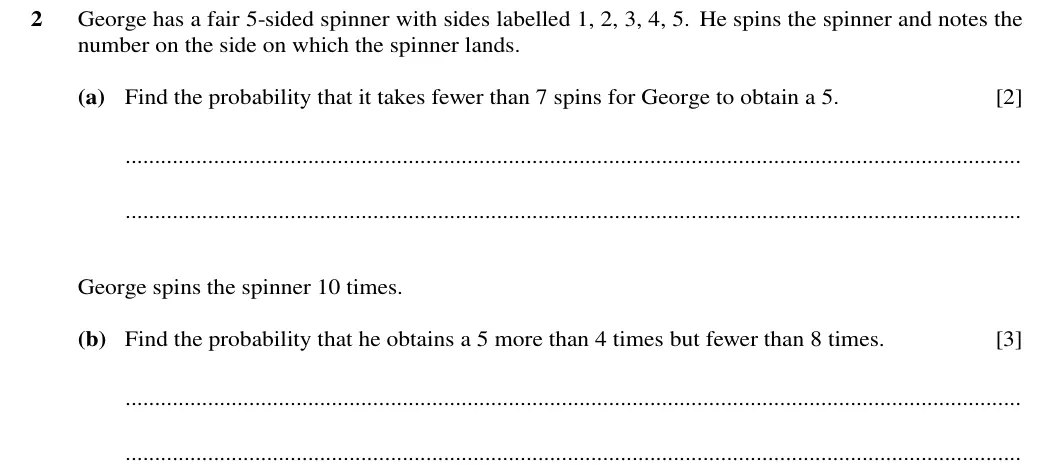 2 George has a fair 5-sided spinner with sides labelled 1, 2, 3, 4, 5. He spins the spinner and notes the
number on the side on which the spinner lands.
(a) Find the probability that it takes fewer than 7 spins for George to obtain a 5. [2]
George spins the spinner 10 times.
(b) Find the probability that he obtains a 5 more than 4 times but fewer than 8 times. [3]